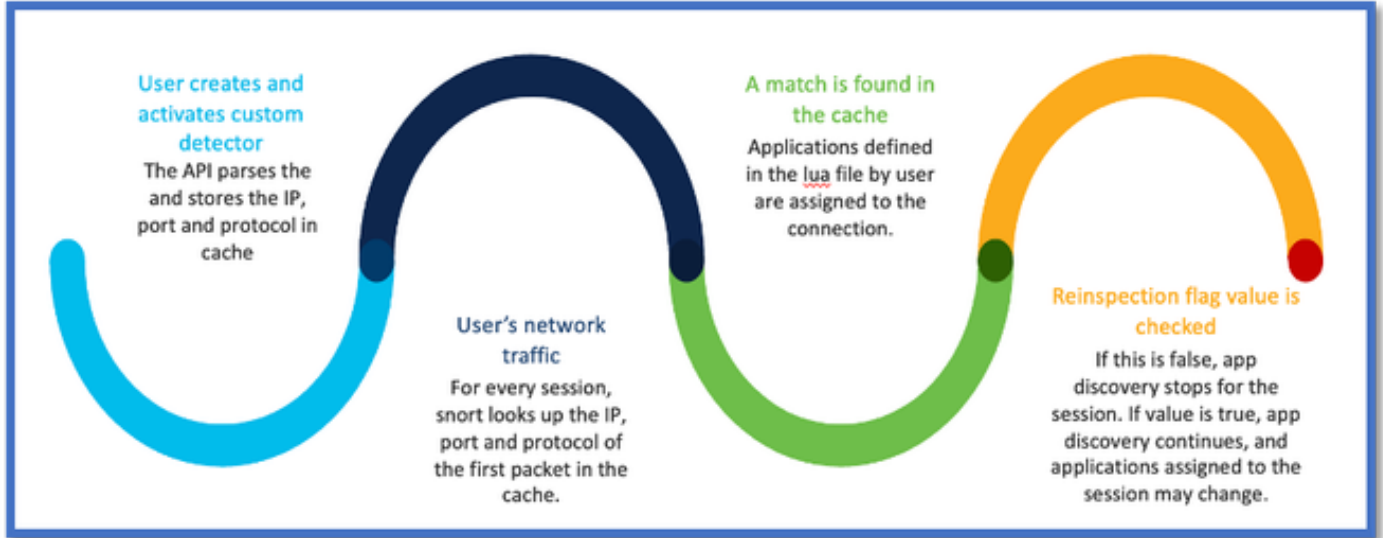 User creates and
activates custom
detector
The API parses the
and stores the IP,
port and protocol in
cache
User's network
traffic
For every session,
snort looks up the IP,
port and protocol of
the first packet in the
cache.
A match is found in
the cache
Applications defined
in the lua file by user
are assigned to the
connection.
Reinspection flag value is
checked
If this is false, app
discovery stops for the
session. If value is true, app
discovery continues, and
applications assigned to the
session may change.